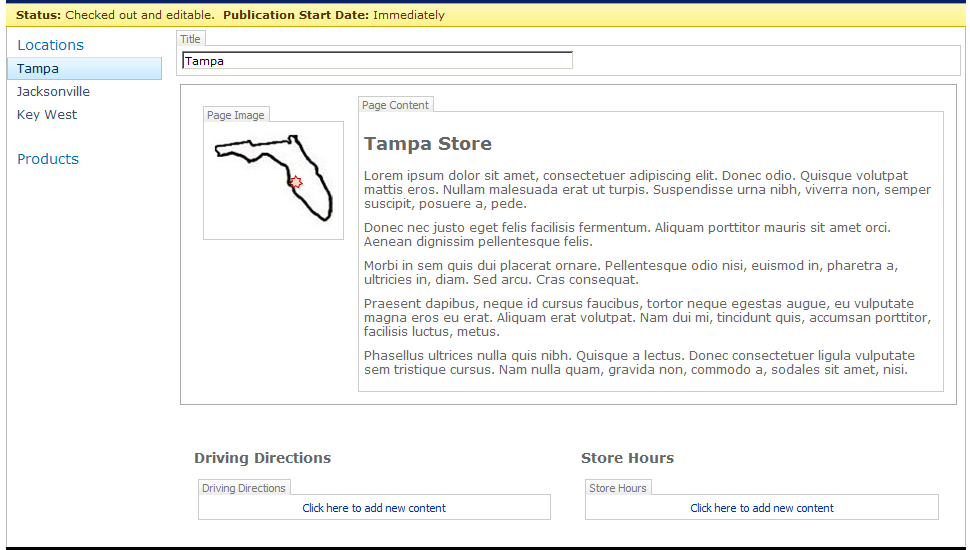 Status: Checked out and editable. Publication Start Date: Immediately
Locations
Tampa
Jacksonville
Key West
Products
Title
Tampa
Page Image
Page Content
Tampa Store
Lorem ipsum dolor sit amet, consectetuer adipiscing elit. Donec odio. Quisque volutpat
mattis eros. Nullam malesuada erat ut turpis. Suspendisse urna nibh, viverra non, semper
suscipit, posuere a, pede.
Donec nec justo eget felis facilisis fermentum. Aliquam porttitor mauris sit amet orci.
Aenean dignissim pellentesque felis.
Morbi in sem quis dui placerat ornare. Pellentesque odio nisi, euismod in, pharetra a,
ultricies in, diam. Sed arcu. Cras consequat.
Praesent dapibus, neque id cursus faucibus, tortor neque egestas augue, eu vulputate
magna eros eu erat. Aliquam erat volutpat. Nam dui mi, tincidunt quis, accumsan porttitor,
facilisis luctus, metus.
Phasellus ultrices nulla quis nibh. Quisque a lectus. Donec consectetuer ligula vulputate
sem tristique cursus. Nam nulla quam, gravida non, commodo a, sodales sit amet, nisi.
Driving Directions
Driving Directions
Click here to add new content
Store Hours
Store Hours
Click here to add new content